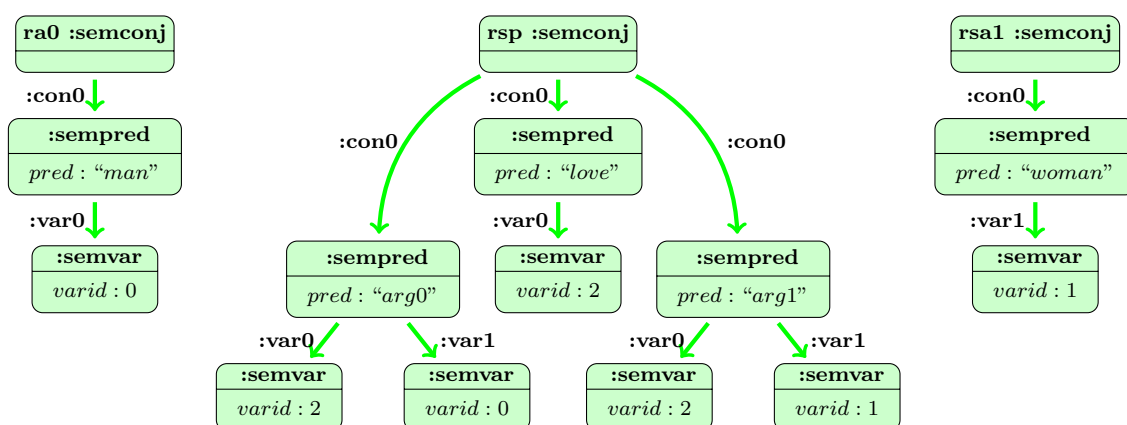 ra0 :semconj
rsp :semconj
rsa1 :semconj
:con0
:con0
:con0
:sempred
:sempred
:sempred
:con0
:con0
pred : “man”
pred : “love”
pred : “woman”
:var0
:var0
:var1
:semvar
:sempred
:semvar
:sempred
:semvar
varid : 0
pred : “arg0”
varid : 2
pred : “arg1”
varid : 1
:var0
:var1
:var0
:var1
:semvar
:semvar
:semvar
:semvar
varid : 2
varid : 0
varid : 2
varid : 1